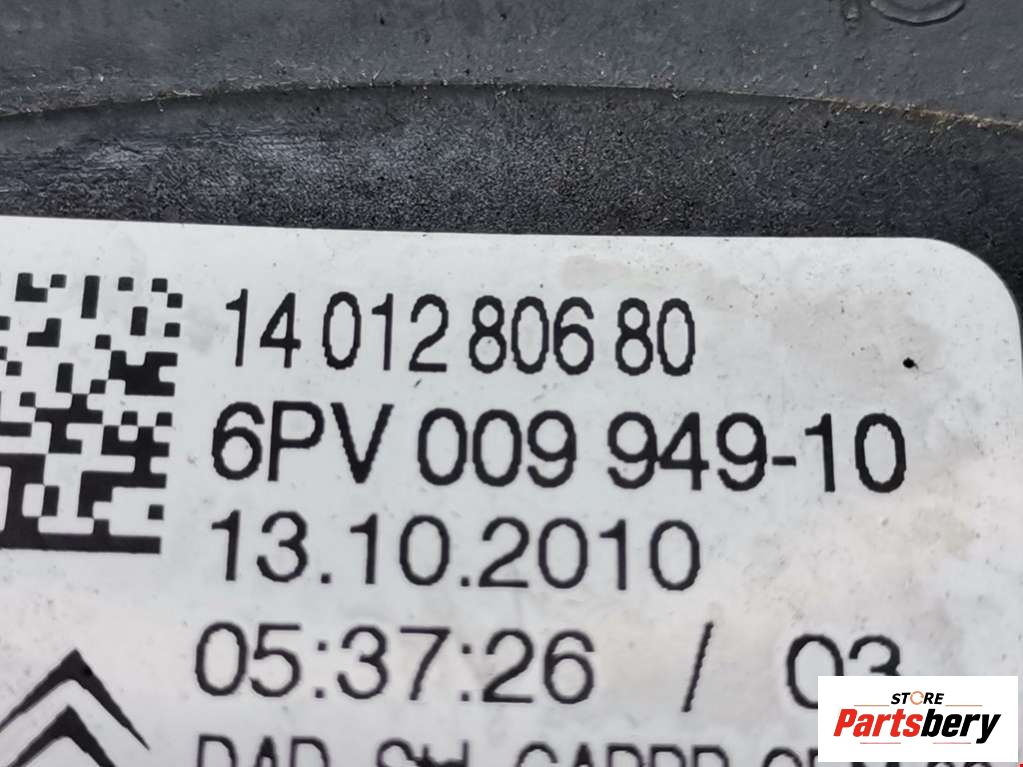 14 012 806 80
6PV 009 949-10
13.10.2010
05:37:26 / 03
STORE
Partsbery